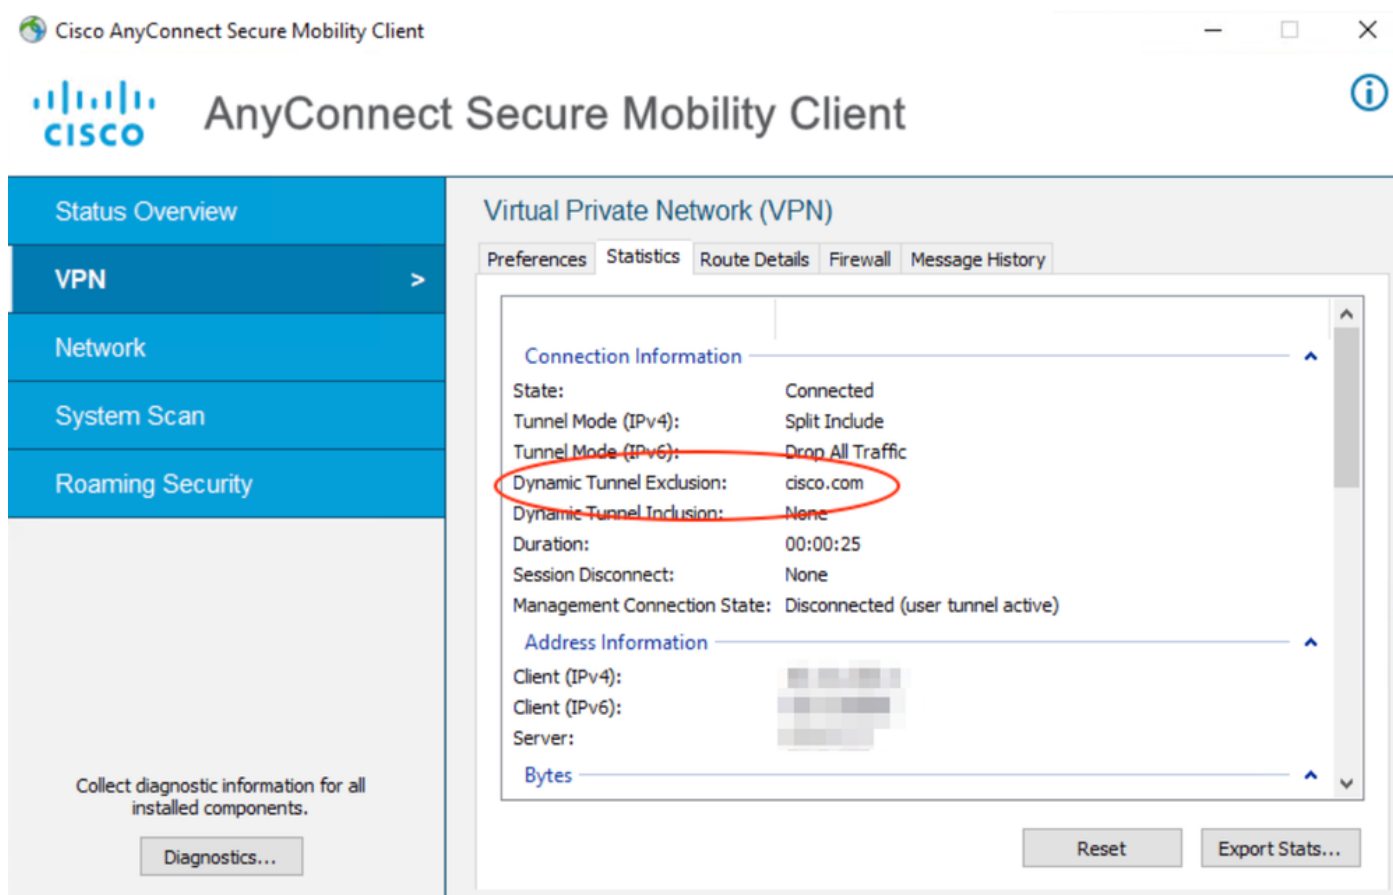 Cisco AnyConnect Secure Mobility Client
CISCO
AnyConnect Secure Mobility Client
Status Overview
VPN >
Network
System Scan
Roaming Security
Collect diagnostic information for all
installed components.
Diagnostics...
Virtual Private Network (VPN)
Preferences Statistics Route Details Firewall Message History
Connection Information
State: Connected
Tunnel Mode (IPv4): Split Include
Tunnel Mode (IPv6): Drop All Traffic
Dynamic Tunnel Exclusion: cisco.com
Dynamic Tunnel Inclusion: None
Duration: 00:00:25
Session Disconnect: None
Management Connection State: Disconnected (user tunnel active)
Address Information
Client (IPv4):
Client (IPv6):
Server:
Bytes
Reset Export Stats...